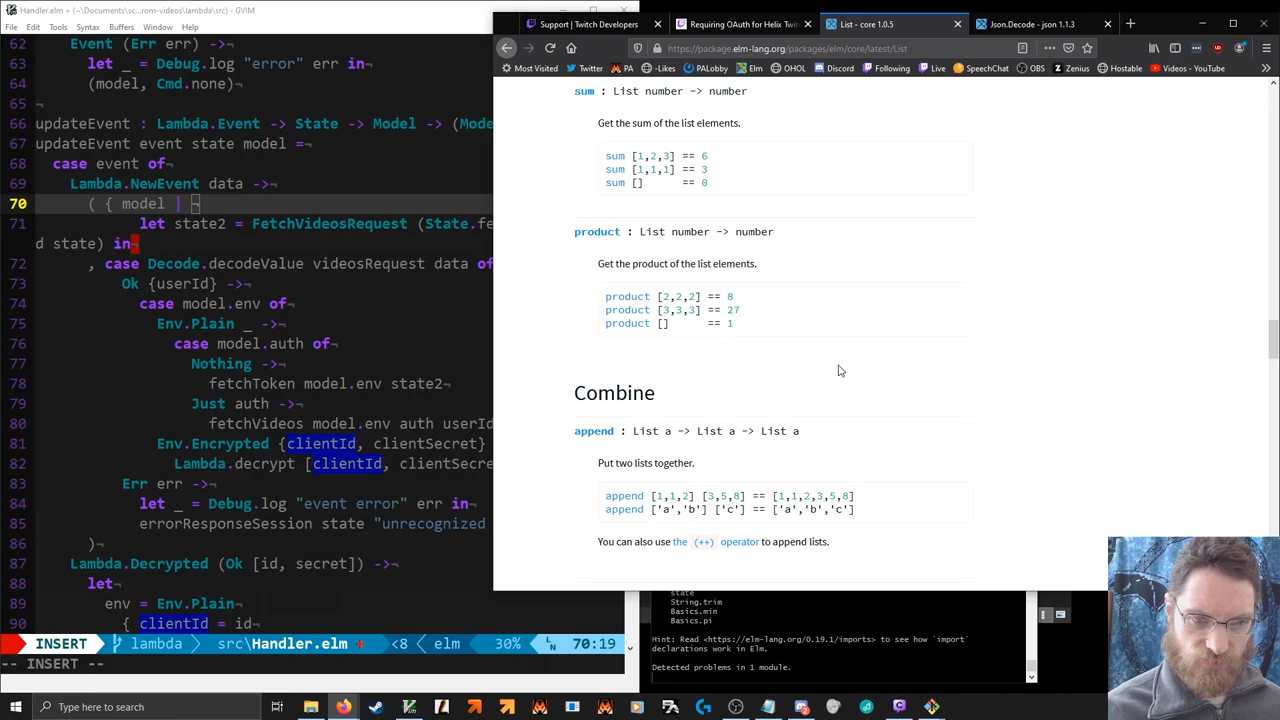 Handler.elm + (~\Documents\sc...rom-videos\lambda\src) - GVIM
File Edit Tools Syntax Buffers Window Help
62 Event (Err err) ->¬
63 let _ = Debug.log "error" err in¬
64 (model, Cmd.none)¬
65 ¬
66 updateEvent : Lambda.Event -> State -> Model -> (Mode
67 updateEvent event state model =¬
68 case event of¬
69 Lambda.NewEvent data ->¬
70 ( { model | ¬
71 let state2 = FetchVideosRequest (State.fe
d state) in¬
72 , case Decode.decodeValue videosRequest data of
73 Ok {userId} ->¬
74 case model.env of¬
75 Env.Plain _ ->¬
76 case model.auth of¬
77 Nothing ->¬
78 fetchToken model.env state2¬
79 Just auth ->¬
80 fetchVideos model.env auth userId
81 Env.Encrypted {clientId, clientSecret}
82 Lambda.decrypt [clientId, clientSecre
83 Err err ->¬
84 let _ = Debug.log "event error" err in¬
85 errorResponseSession state "unrecognized
86 )¬
87 Lambda.Decrypted (Ok [id, secret]) ->¬
88 let¬
89 env = Env.Plain¬
90 { clientId = id¬
INSERT lambda src\Handler.elm + <8 elm 30% LN 70:19
-- INSERT --
Support | Twitch Developers
Requiring OAuth for Helix Twit
List - core 1.0.5
Json.Decode - json 1.1.3
https://package.elm-lang.org/packages/elm/core/latest/List
Most Visited Twitter PA -Likes PALobby Elm OHOL Discord Following Live SpeechChat OBS Zenius Hostable Videos - YouTube
sum : List number -> number
Get the sum of the list elements.
sum [1,2,3] == 6
sum [1,1,1] == 3
sum [] == 0
product : List number -> number
Get the product of the list elements.
product [2,2,2] == 8
product [3,3,3] == 27
product [] == 1
Combine
append : List a -> List a -> List a
Put two lists together.
append [1,1,2] [3,5,8] == [1,1,2,3,5,8]
append ['a','b'] ['c'] == ['a','b','c']
You can also use the (++) operator to append lists.
state
String.trim
Basics.min
Basics.pi
Hint: Read <https://elm-lang.org/0.19.1/imports> to see how `import`
declarations work in Elm.
Detected problems in 1 module.
Type here to search